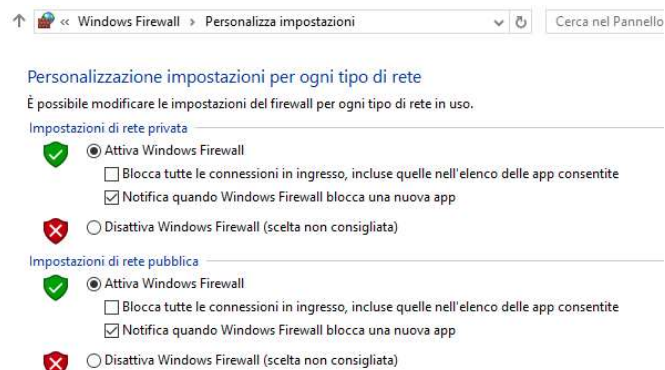 « Windows Firewall › Personalizza impostazioni
Cerca nel Pannello
Personalizzazione impostazioni per ogni tipo di rete
È possibile modificare le impostazioni del firewall per ogni tipo di rete in uso.
Impostazioni di rete privata
Attiva Windows Firewall
Blocca tutte le connessioni in ingresso, incluse quelle nell'elenco delle app consentite
Notifica quando Windows Firewall blocca una nuova app
Disattiva Windows Firewall (scelta non consigliata)
Impostazioni di rete pubblica
Attiva Windows Firewall
Blocca tutte le connessioni in ingresso, incluse quelle nell'elenco delle app consentite
Notifica quando Windows Firewall blocca una nuova app
Disattiva Windows Firewall (scelta non consigliata)